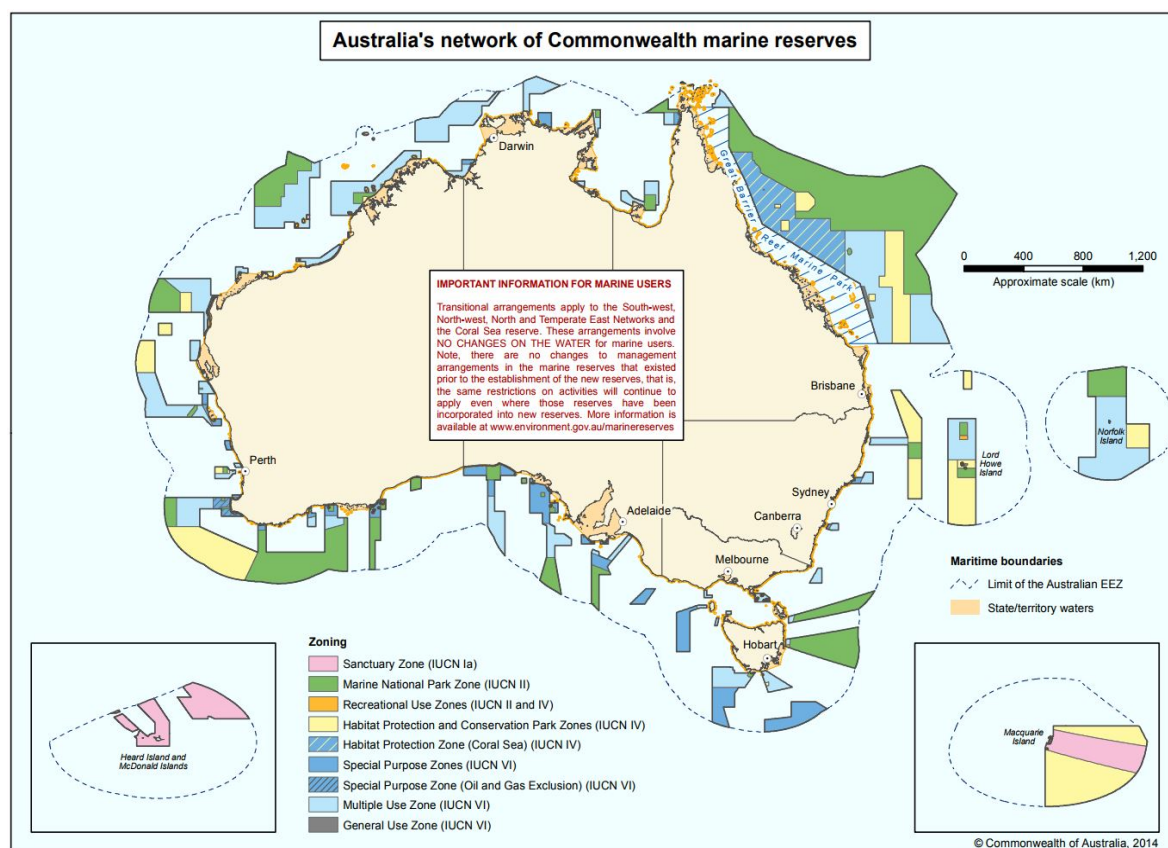 Australia's network of Commonwealth marine reserves
Darwin
Great Barrier
Reef Marine Park
0 400 800 1,200
Approximate scale (km)
IMPORTANT INFORMATION FOR MARINE USERS
Transitional arrangements apply to the South-west,
North-west, North and Temperate East Networks and
the Coral Sea reserve. These arrangements involve
NO CHANGES ON THE WATER for marine users.
Note, there are no changes to management
arrangements in the marine reserves that existed
prior to the establishment of the new reserves, that is,
the same restrictions on activities will continue to
apply even where those reserves have been
incorporated into new reserves. More information is
available at www.environment.gov.au/marinereserves
Brisbane
Norfolk
Island
Lord
Howe
Island
Perth
Sydney
Adelaide
Canberra
Melbourne
Hobart
Maritime boundaries
Limit of the Australian EEZ
State/territory waters
Zoning
Sanctuary Zone (IUCN Ia)
Marine National Park Zone (IUCN II)
Recreational Use Zones (IUCN II and IV)
Habitat Protection and Conservation Park Zones (IUCN IV)
Habitat Protection Zone (Coral Sea) (IUCN IV)
Special Purpose Zones (IUCN VI)
Special Purpose Zone (Oil and Gas Exclusion) (IUCN VI)
Multiple Use Zone (IUCN VI)
General Use Zone (IUCN VI)
Heard Island and
McDonald Islands
Macquarie
Island
© Commonwealth of Australia, 2014